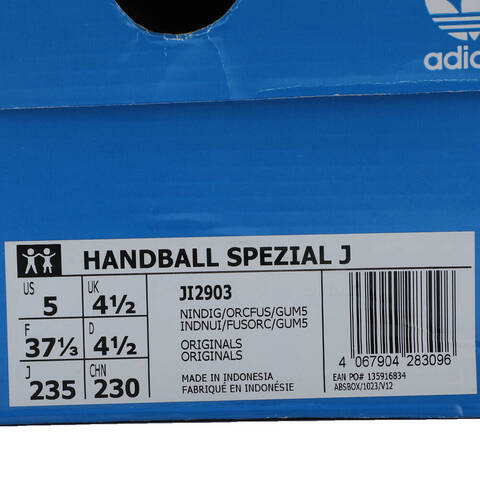 adic
HANDBALL SPEZIAL J
US 5 UK 4½
F 37⅓ D 4½
J 235 CHN 230
JI2903
NINDIG/ORCFUS/GUM5
INDNUI/FUSORC/GUM5
ORIGINALS
ORIGINALS
MADE IN INDONESIA
FABRIQUÉ EN INDONÉSIE
4 067904 283096
EAN PO# 135916834
ABSBOX/1023/V12